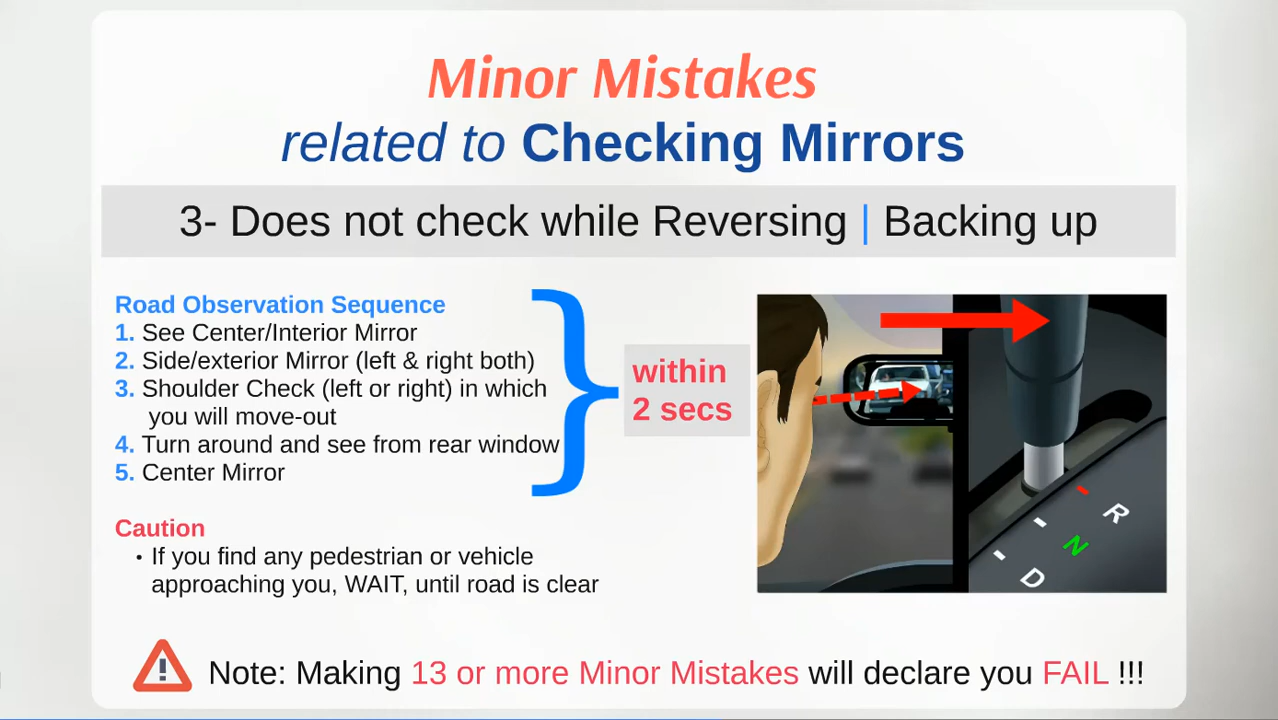 Minor Mistakes
related to Checking Mirrors
3- Does not check while Reversing | Backing up
Road Observation Sequence
1. See Center/Interior Mirror
2. Side/exterior Mirror (left & right both)
3. Shoulder Check (left or right) in which
you will move-out
4. Turn around and see from rear window
5. Center Mirror
within
2 secs
Caution
• If you find any pedestrian or vehicle
approaching you, WAIT, until road is clear
R
N
D
! Note: Making 13 or more Minor Mistakes will declare you FAIL !!!